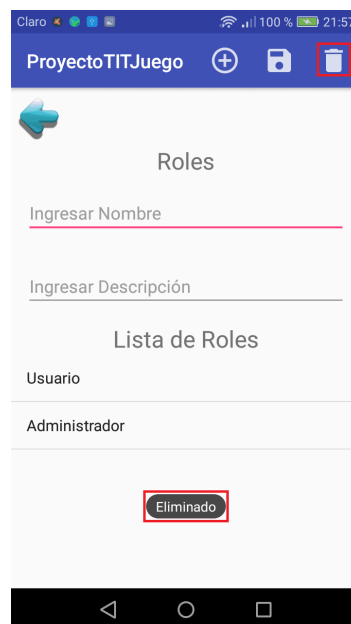 Claro 100 % 21:57
ProyectoTITJuego
Roles
Ingresar Nombre
Ingresar Descripción
Lista de Roles
Usuario
Administrador
Eliminado